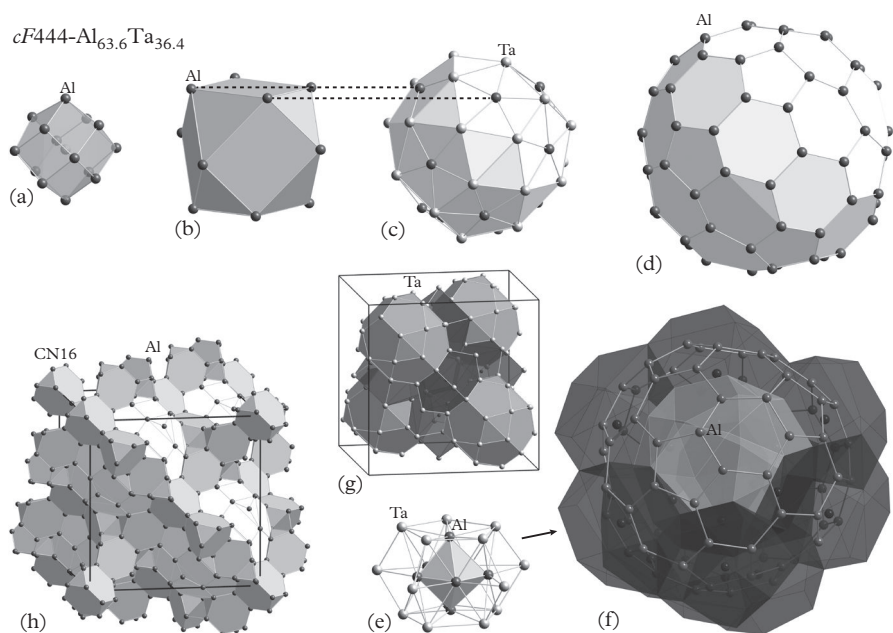 cF444-Al63.6Ta36.4
Al
(a)
Al
(b)
Ta
(c)
Al
(d)
CN16
Al
(h)
Ta
(g)
Ta
Al
(e)
Al
(f)